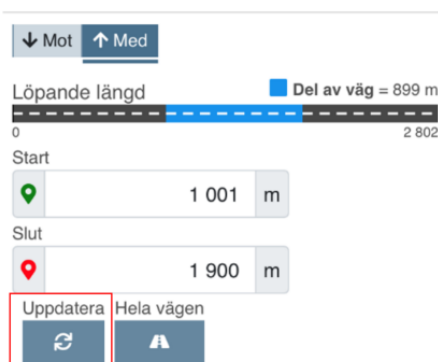 Mot Med
Löpande längd Del av väg = 899 m
0 2 802
Start
1 001 m
Slut
1 900 m
Uppdatera Hela vägen